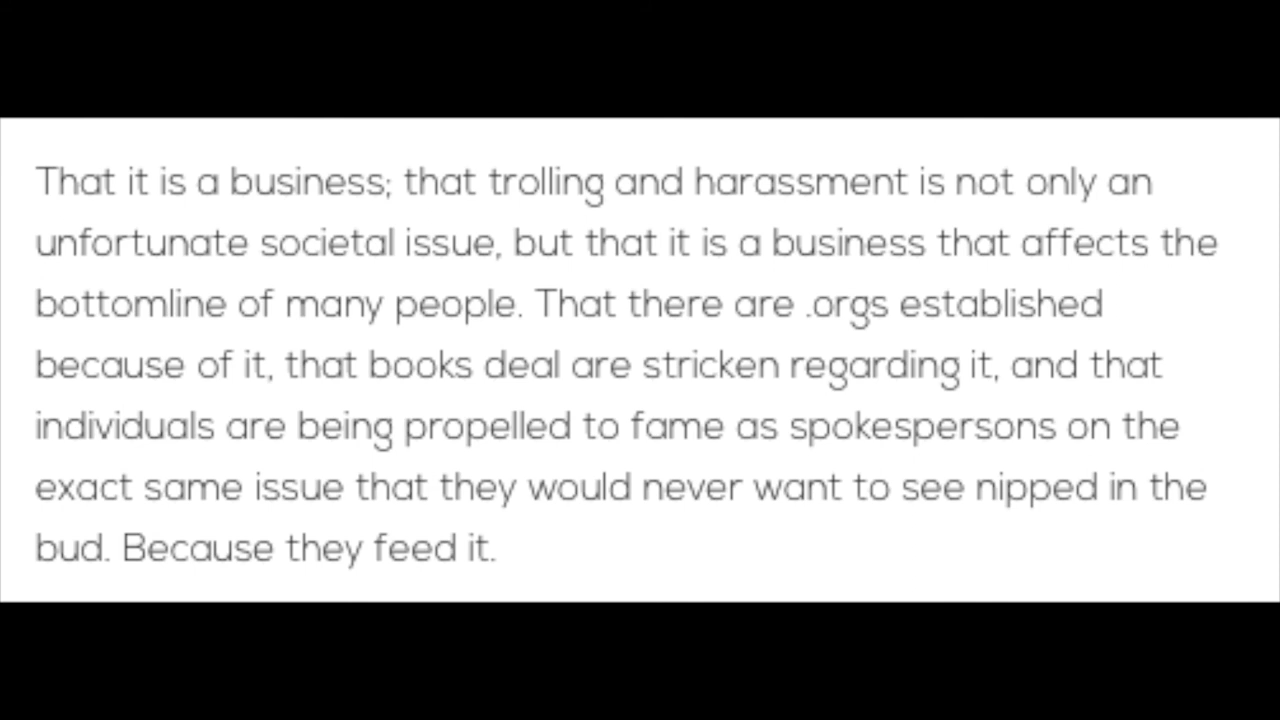 That it is a business; that trolling and harassment is not only an
unfortunate societal issue, but that it is a business that affects the
bottomline of many people. That there are .orgs established
because of it, that books deal are stricken regarding it, and that
individuals are being propelled to fame as spokespersons on the
exact same issue that they would never want to see nipped in the
bud. Because they feed it.